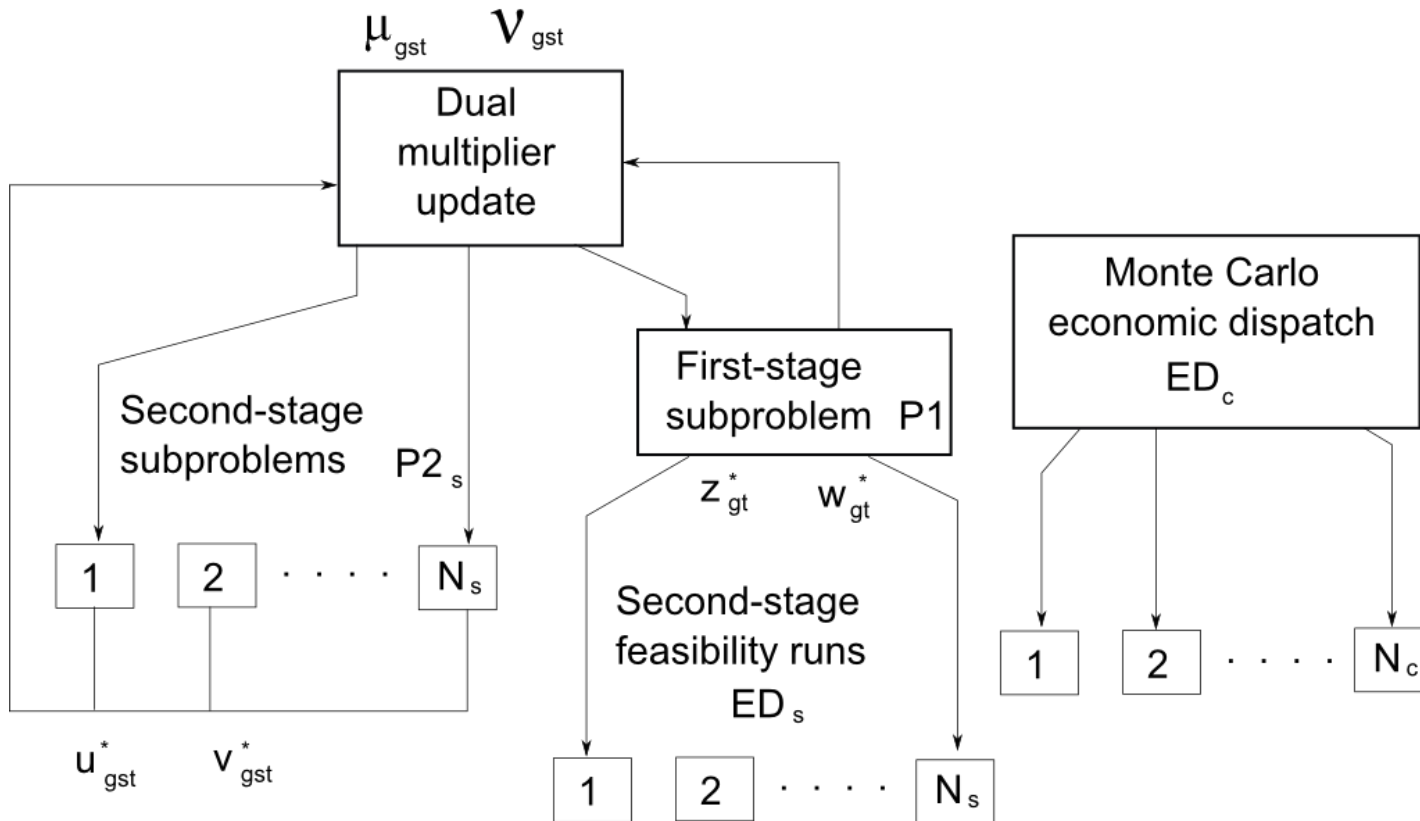 μgst νgst
Dual
multiplier
update
Monte Carlo
economic dispatch
EDc
First-stage
subproblem P1
Second-stage
subproblems
P2s
z*gt w*gt
1 2 . . . . Ns
Second-stage
feasibility runs
EDs
1 2 . . . . Nc
u*gst v*gst
1 2 . . . . Ns